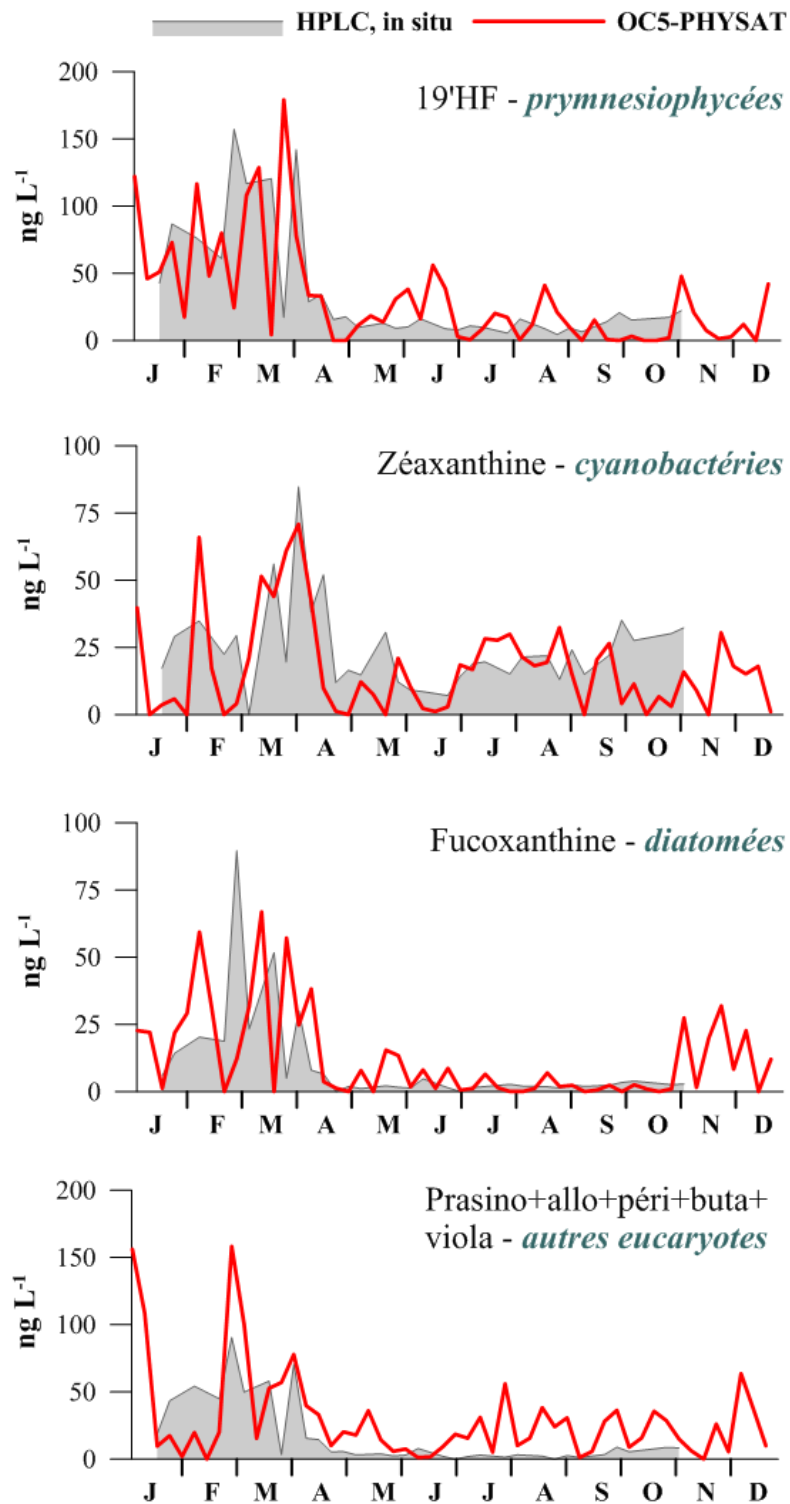 HPLC, in situ OC5-PHYSAT
19'HF - prymnesiophycées
ng L-1
200
150
100
50
0
J F M A M J J A S O N D
Zéaxanthine - cyanobactéries
ng L-1
100
75
50
25
0
J F M A M J J A S O N D
Fucoxanthine - diatomées
ng L-1
100
75
50
25
0
J F M A M J J A S O N D
Prasino+allo+péri+buta+
viola - autres eucaryotes
ng L-1
200
150
100
50
0
J F M A M J J A S O N D